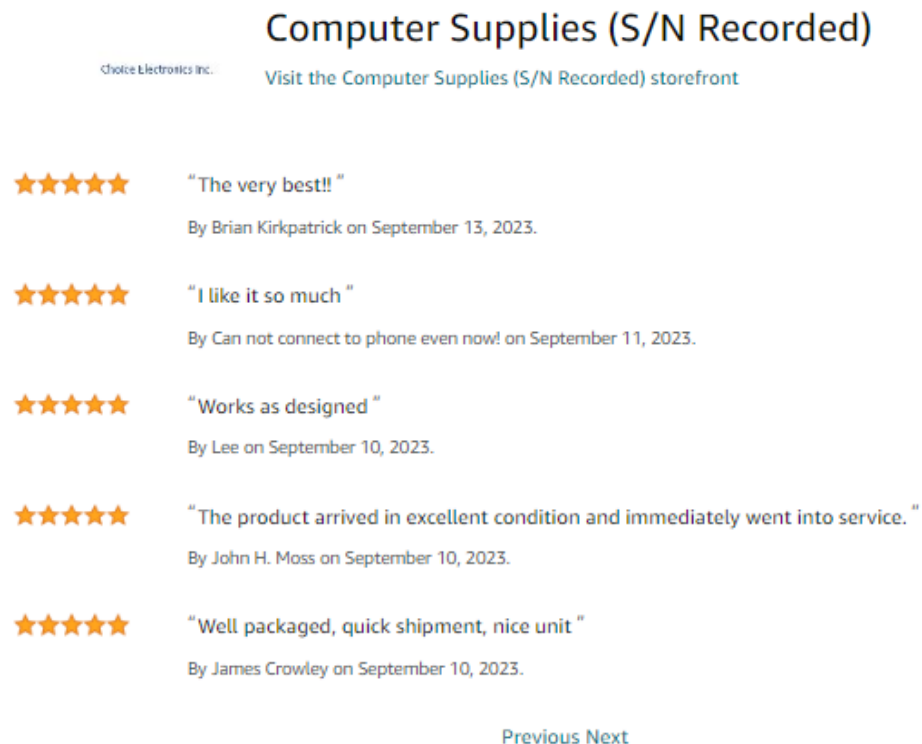 Computer Supplies (S/N Recorded)
Choice Electronics Inc.
Visit the Computer Supplies (S/N Recorded) storefront
“The very best!! ”
By Brian Kirkpatrick on September 13, 2023.
“I like it so much ”
By Can not connect to phone even now! on September 11, 2023.
“Works as designed ”
By Lee on September 10, 2023.
“The product arrived in excellent condition and immediately went into service. ”
By John H. Moss on September 10, 2023.
“Well packaged, quick shipment, nice unit ”
By James Crowley on September 10, 2023.
Previous Next